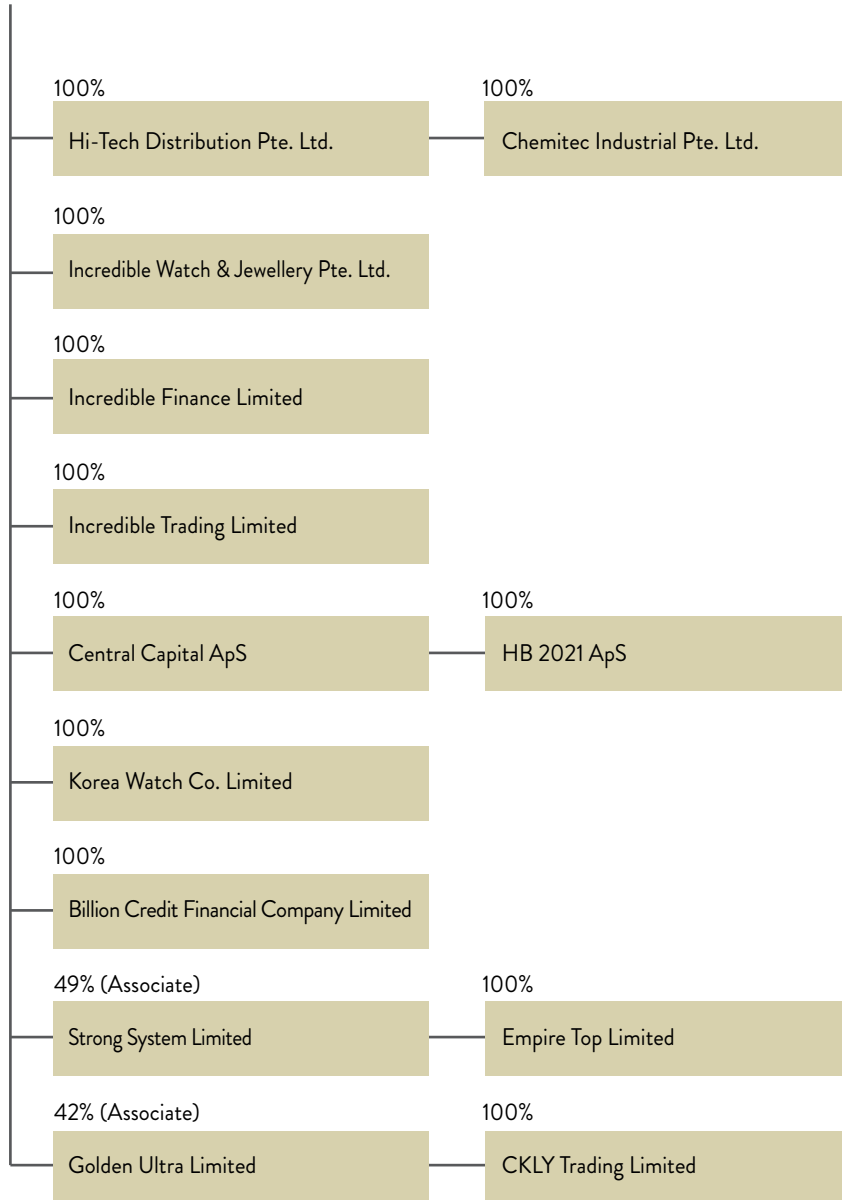 100%
Hi-Tech Distribution Pte. Ltd.
100%
Chemitec Industrial Pte. Ltd.
100%
Incredible Watch & Jewellery Pte. Ltd.
100%
Incredible Finance Limited
100%
Incredible Trading Limited
100%
Central Capital ApS
100%
HB 2021 ApS
100%
Korea Watch Co. Limited
100%
Billion Credit Financial Company Limited
49% (Associate)
Strong System Limited
100%
Empire Top Limited
42% (Associate)
Golden Ultra Limited
100%
CKLY Trading Limited